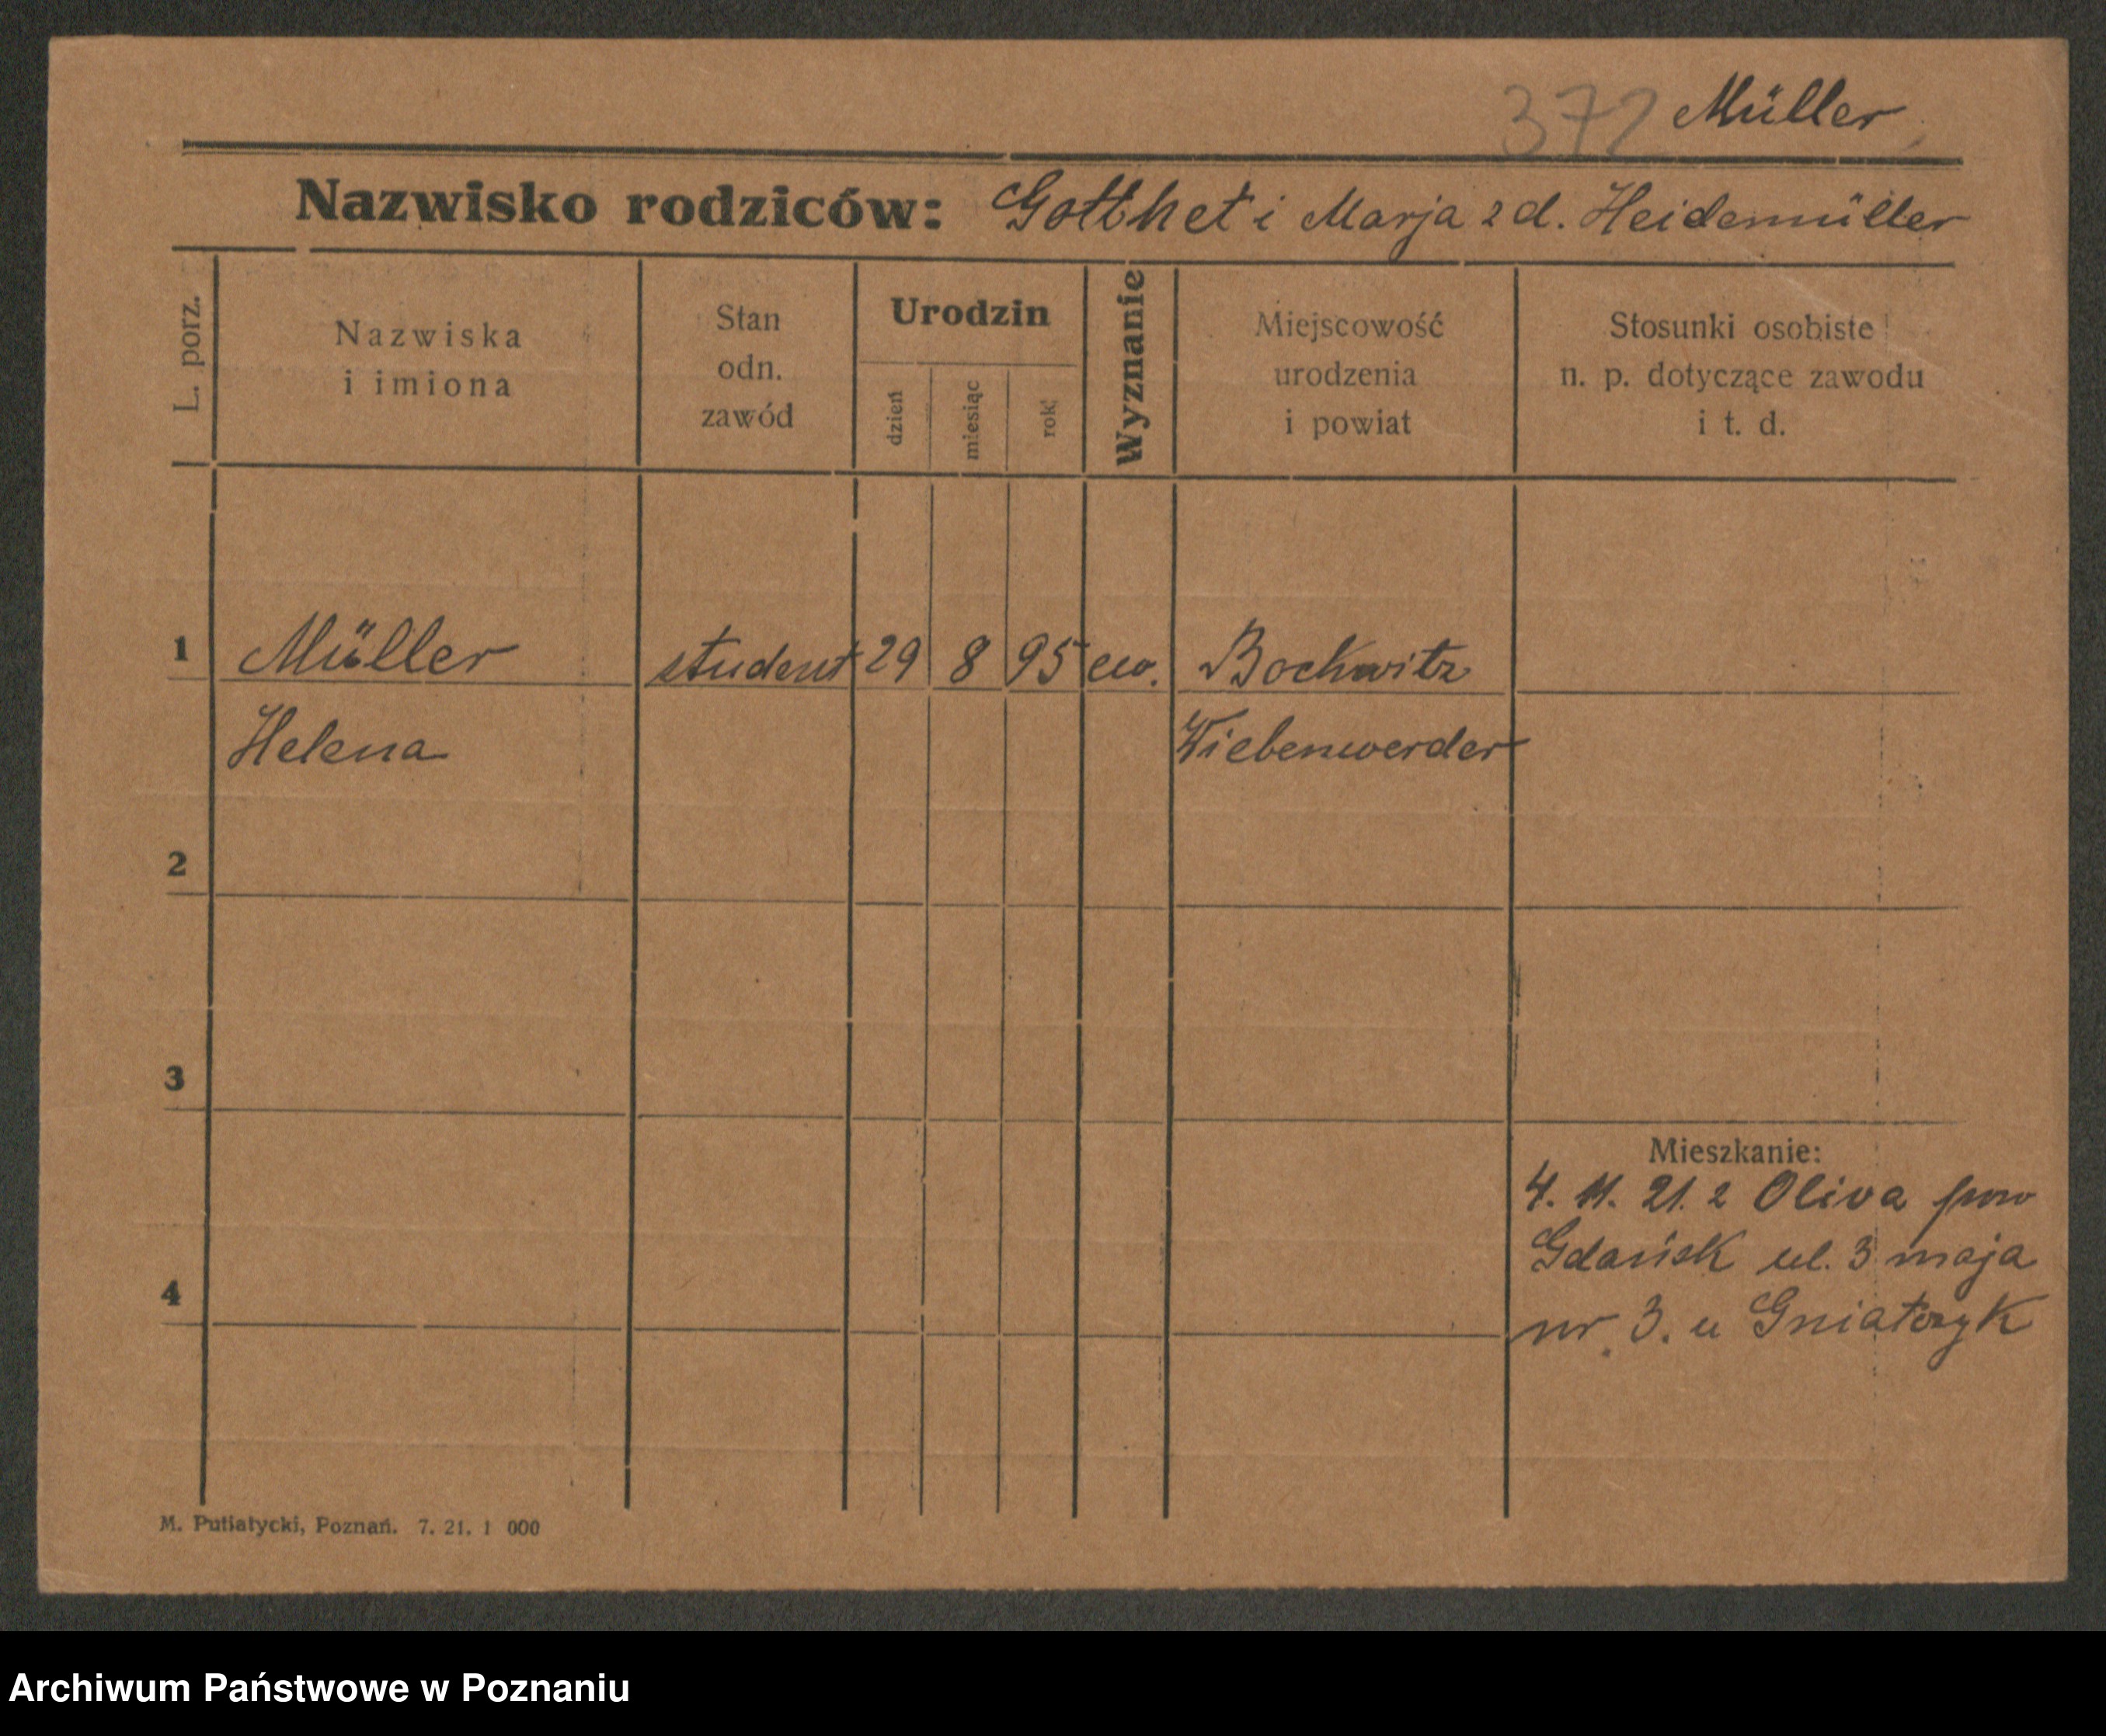 372 Müller
Nazwisko rodziców: Gotthet i Marja z d. Heidemüller
L. porz.
Nazwiska
i imiona
Stan
odn.
zawód
Urodzin
dzień
miesiąc
rok
Wyznanie
Miejscowość
urodzenia
i powiat
Stosunki osobiste
n. p. dotyczące zawodu
i t. d.
1 Müller student 29 8 95 ew. Bockwitz
Helena Wiebenwerder
2
3
Mieszkanie:
4. 11. 21. z Oliva pow
Gdańsk ul. 3 maja
4
nr. 3. u Gniatczyk
M. Putiatycki, Poznań. 7. 21. 1 000
Archiwum Państwowe w Poznaniu